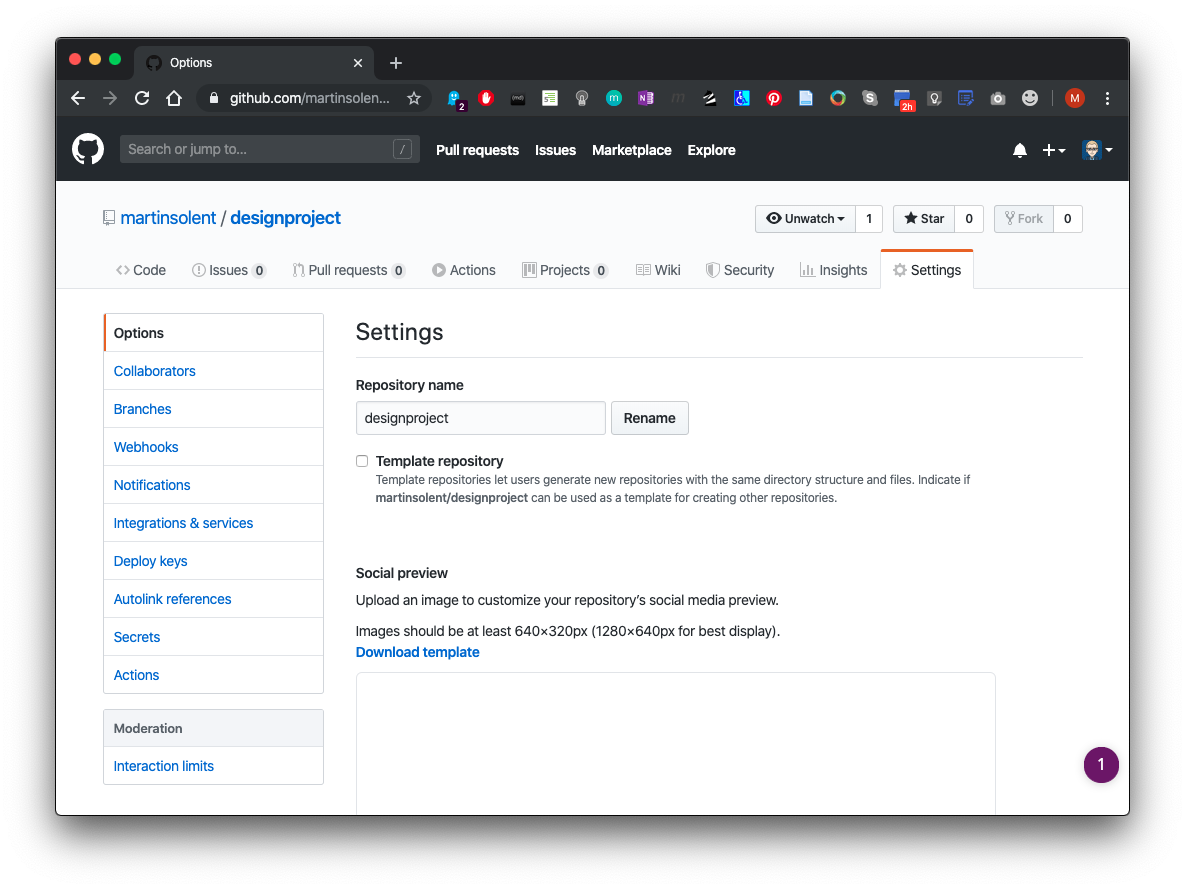 Options
github.com/martinsolen...
2
m
N
S
2h
M
Search or jump to...
/
Pull requests
Issues
Marketplace
Explore
martinsolent / designproject
Unwatch 1
Star 0
Fork 0
Code
Issues 0
Pull requests 0
Actions
Projects 0
Wiki
Security
Insights
Settings
Options
Collaborators
Branches
Webhooks
Notifications
Integrations & services
Deploy keys
Autolink references
Secrets
Actions
Moderation
Interaction limits
Settings
Repository name
designproject
Rename
Template repository
Template repositories let users generate new repositories with the same directory structure and files. Indicate if
martinsolent/designproject can be used as a template for creating other repositories.
Social preview
Upload an image to customize your repository’s social media preview.
Images should be at least 640×320px (1280×640px for best display).
Download template
1